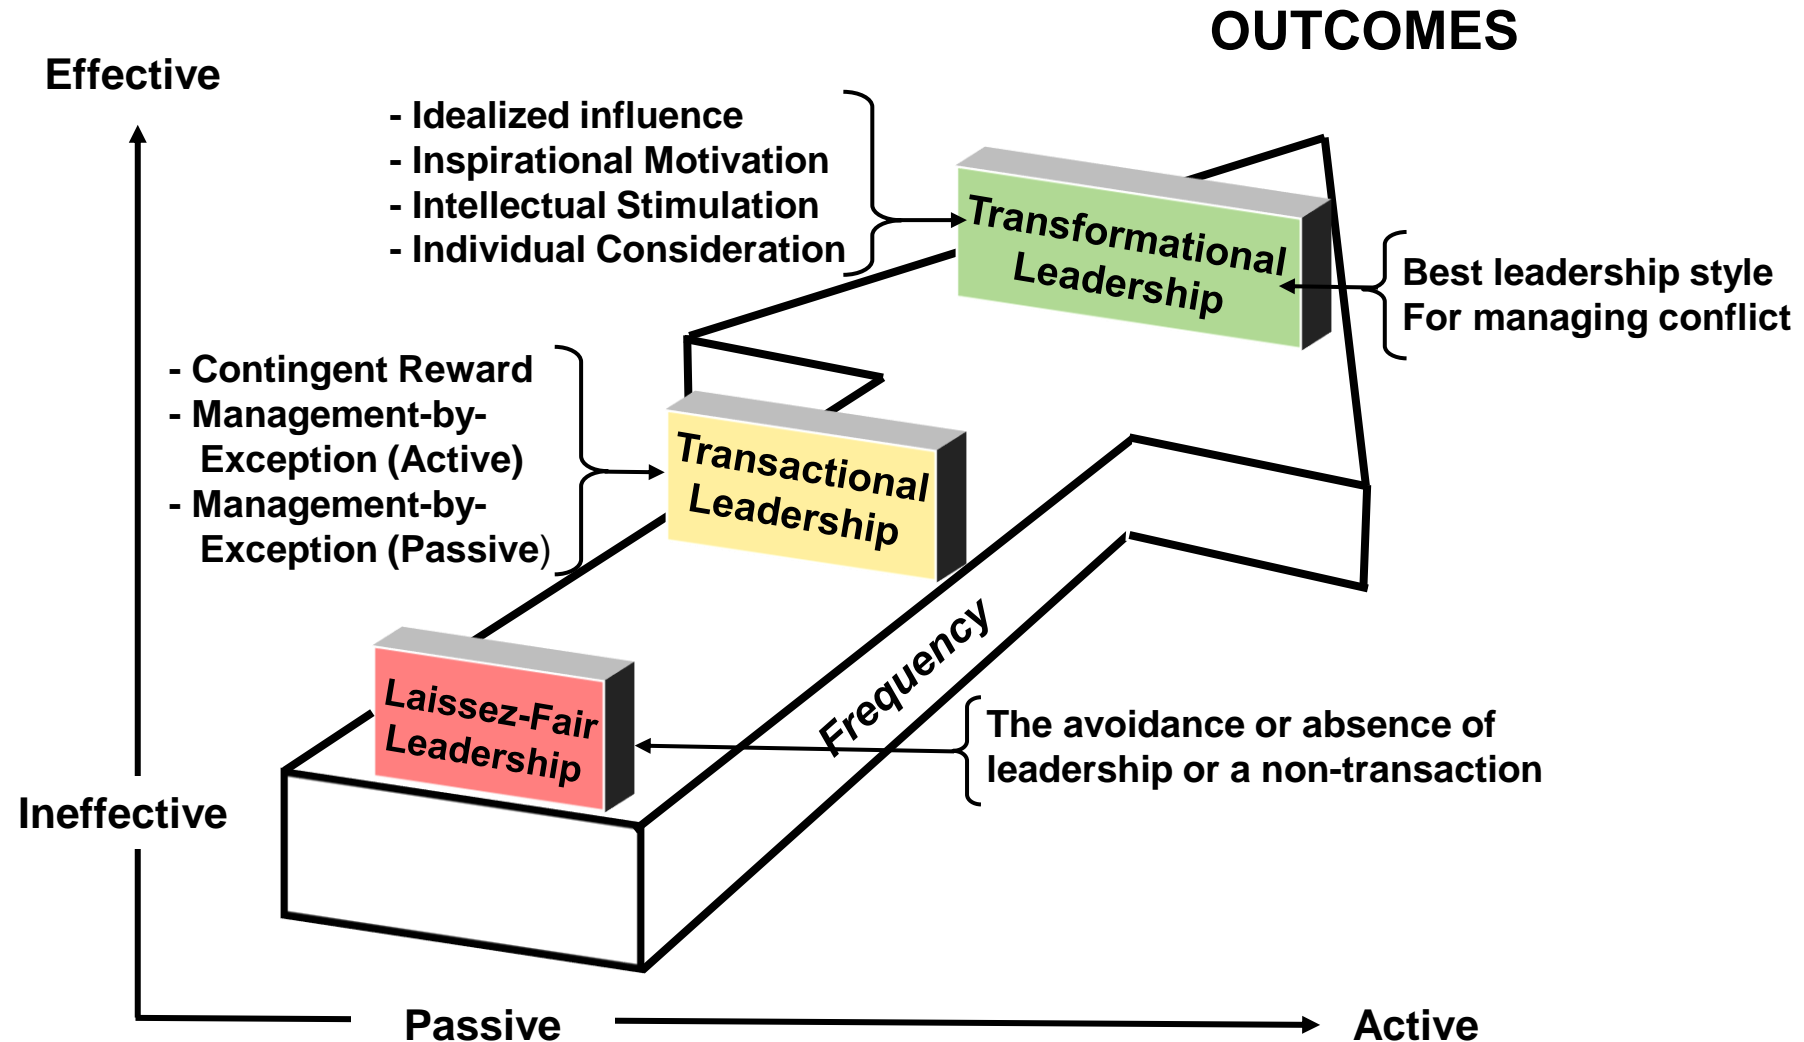 OUTCOMES
Effective
- Idealized influence
- Inspirational Motivation
- Intellectual Stimulation
- Individual Consideration
Transformational
Leadership
Best leadership style
For managing conflict
- Contingent Reward
- Management-by-
Exception (Active)
- Management-by-
Exception (Passive)
Transactional
Leadership
Frequency
Laissez-Fair
Leadership
The avoidance or absence of
leadership or a non-transaction
Ineffective
Passive
Active